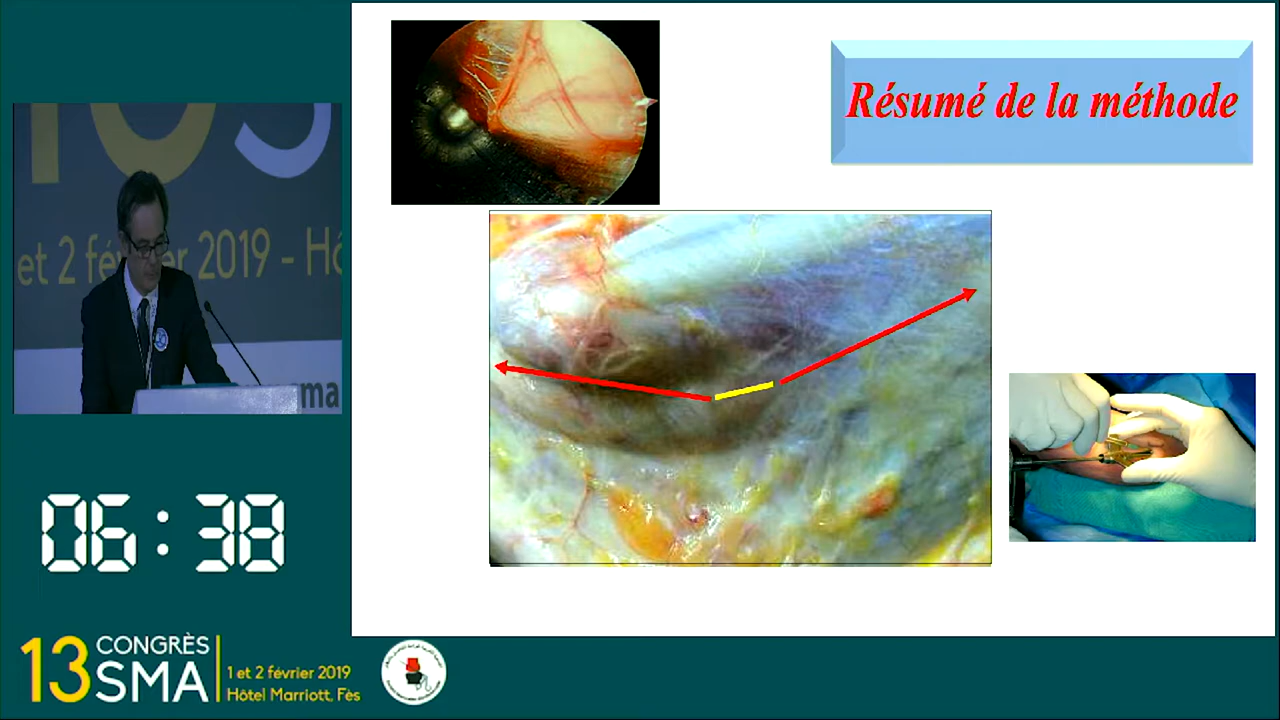 Résumé de la méthode
et 2 février 2019 - Hô
ma
06:38
13 CONGRÈS
SMA
1 et 2 février 2019
Hôtel Marriott, Fès